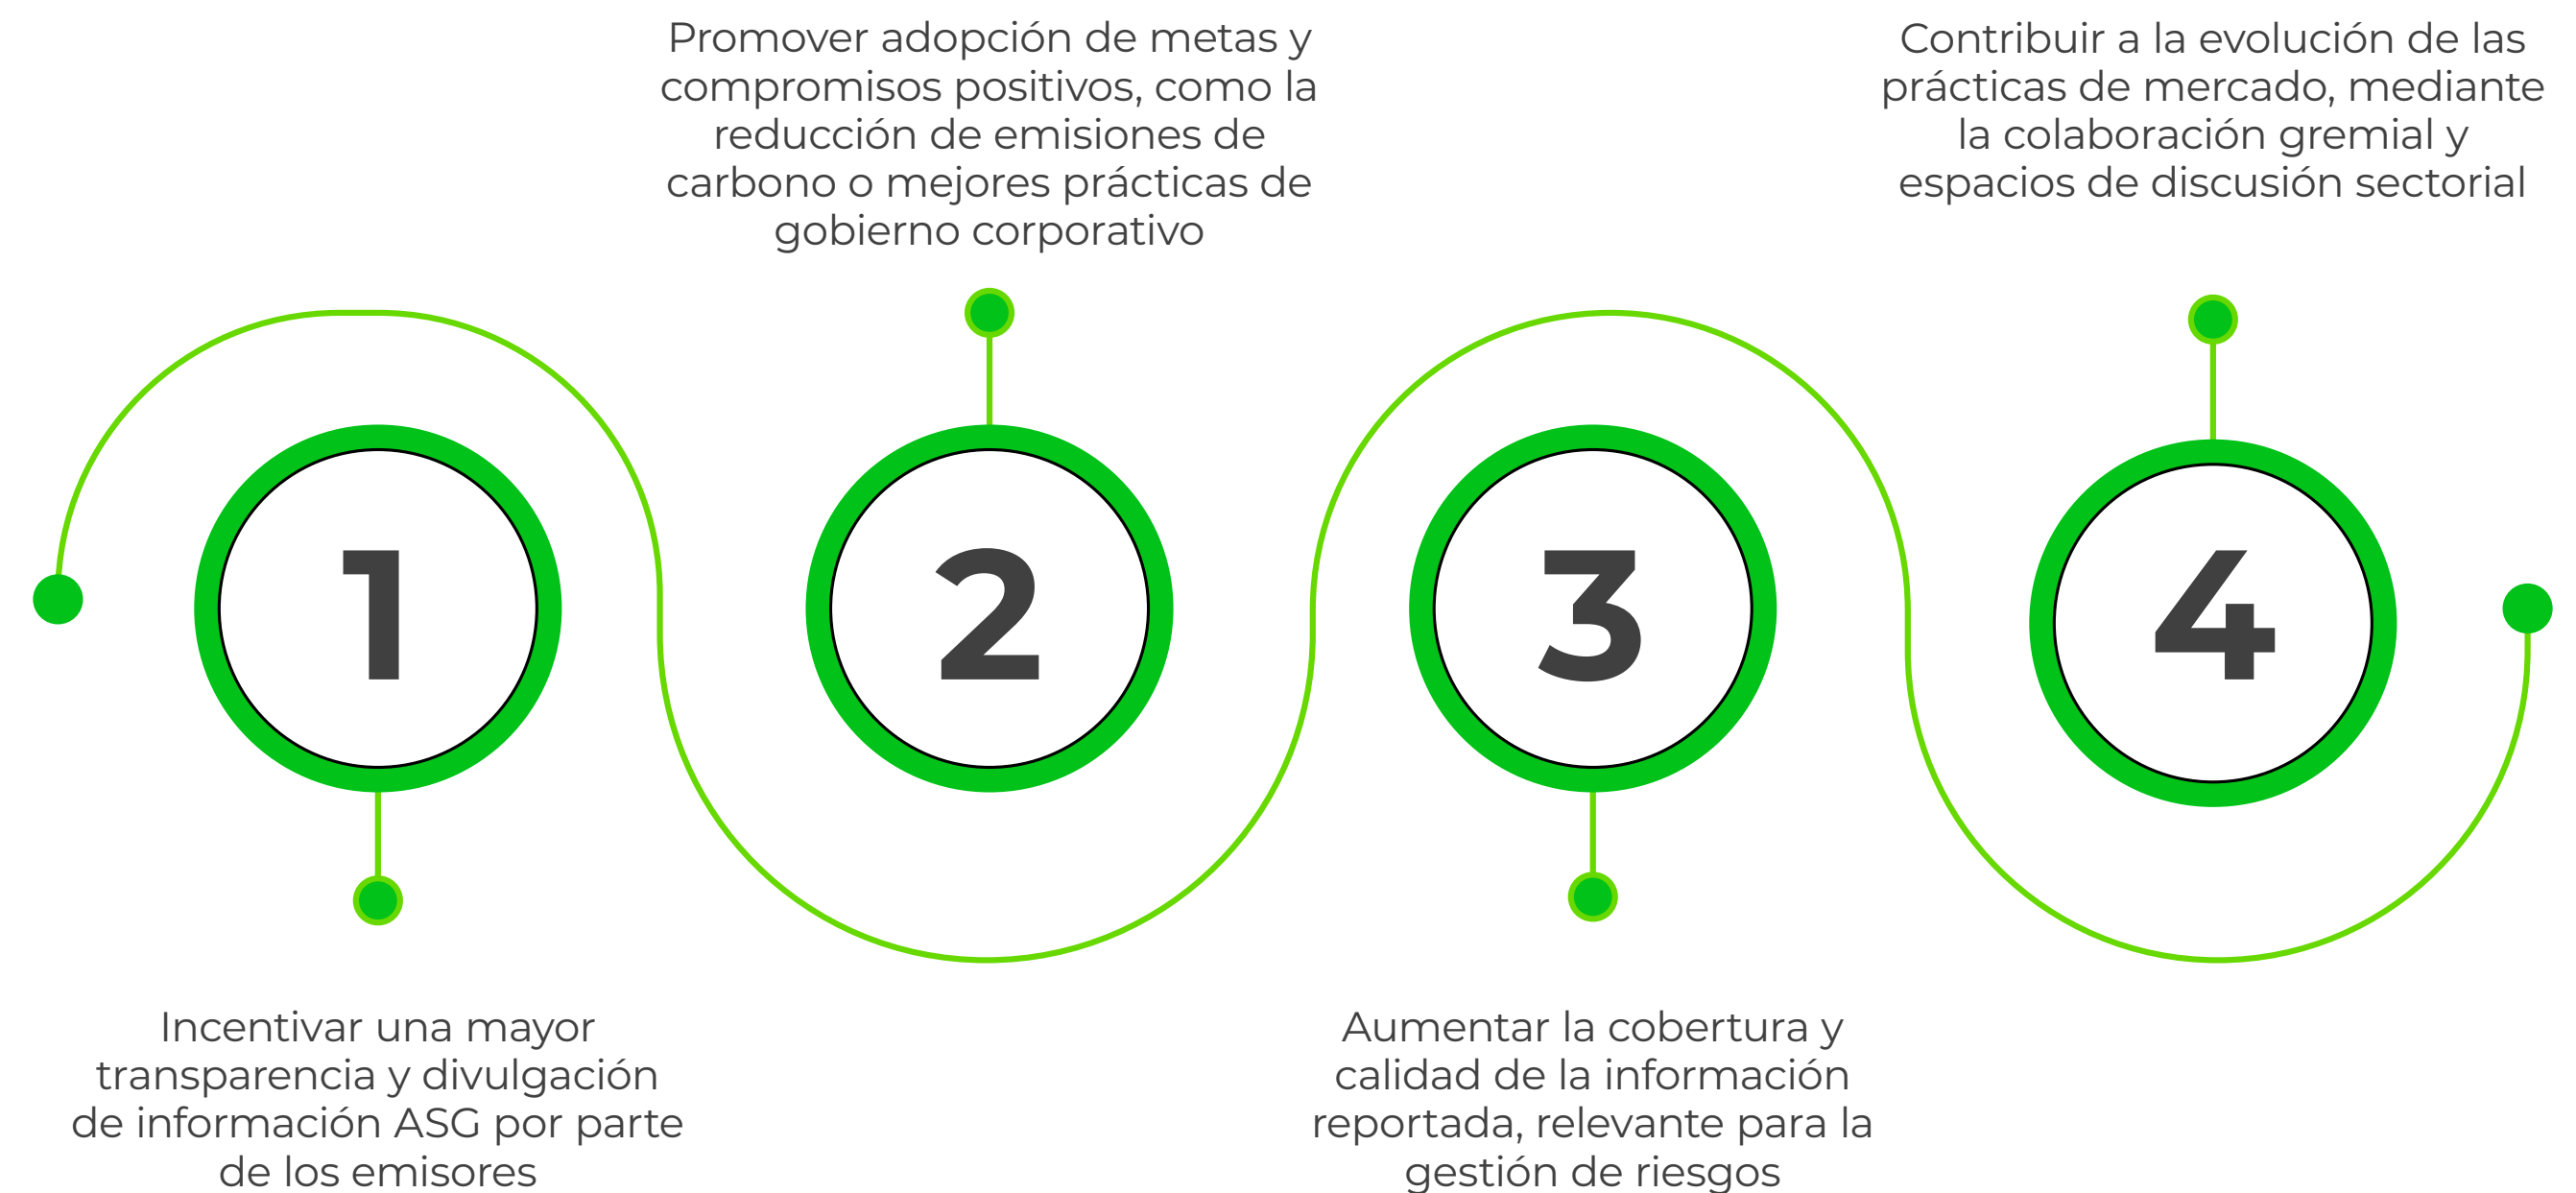 1
Incentivar una mayor
transparencia y divulgación
de información ASG por parte
de los emisores
2
Promover adopción de metas y
compromisos positivos, como la
reducción de emisiones de
carbono o mejores prácticas de
gobierno corporativo
3
Aumentar la cobertura y
calidad de la información
reportada, relevante para la
gestión de riesgos
4
Contribuir a la evolución de las
prácticas de mercado, mediante
la colaboración gremial y
espacios de discusión sectorial